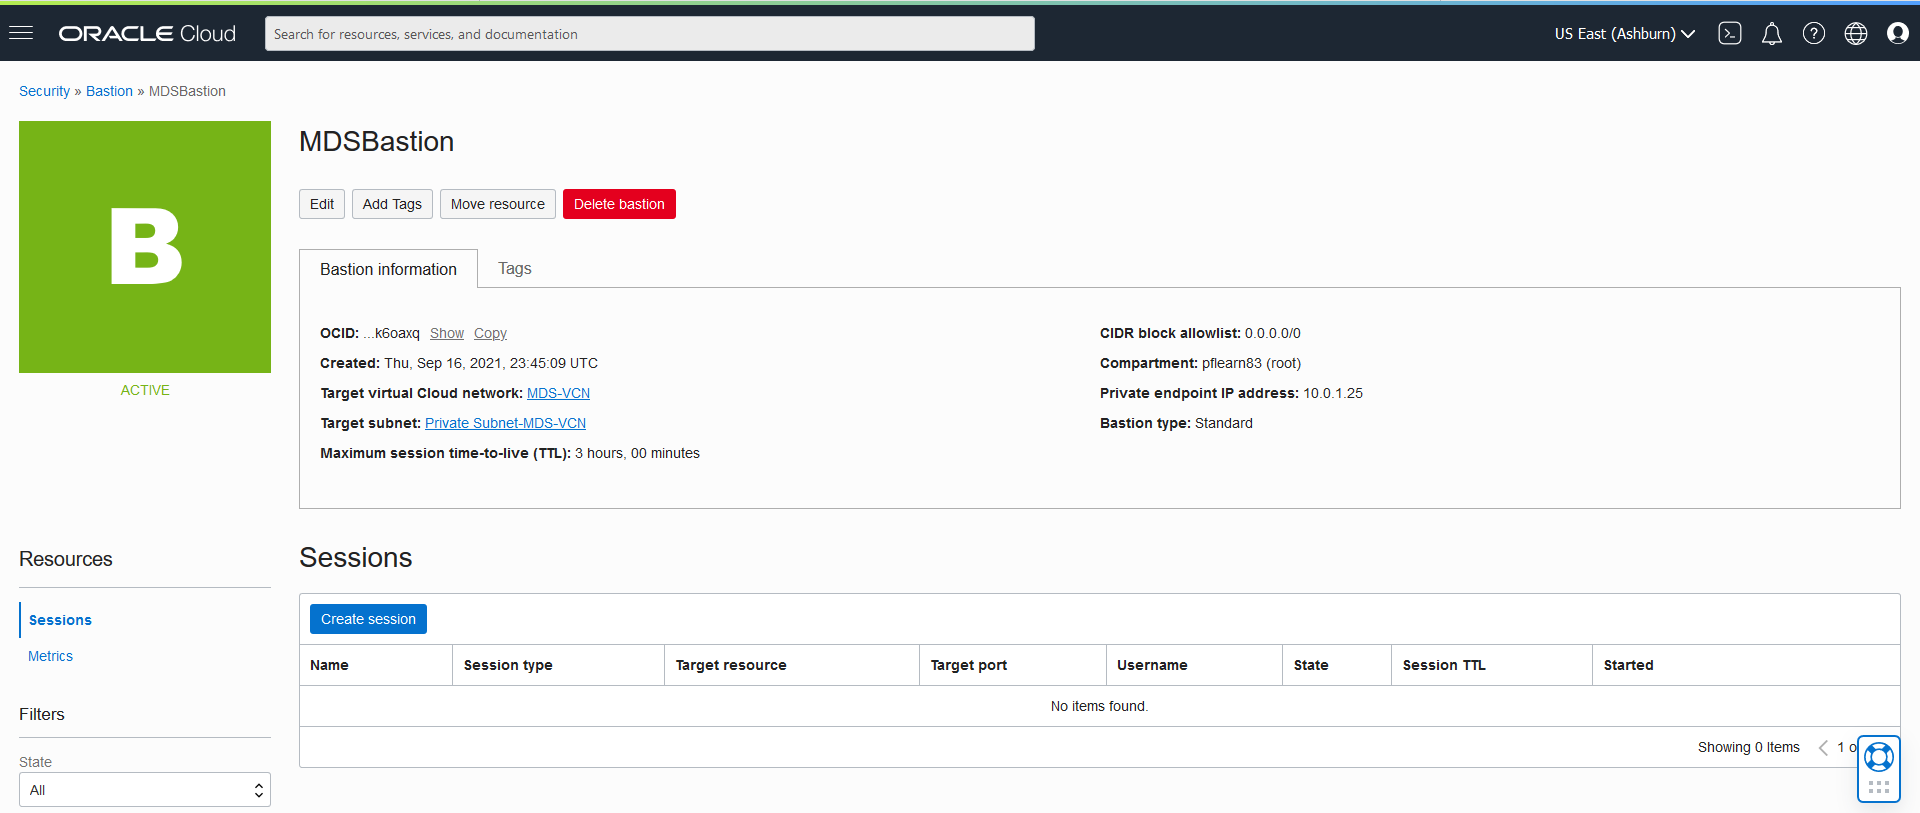 ORACLE Cloud
Search for resources, services, and documentation
US East (Ashburn)
Security » Bastion » MDSBastion
B
ACTIVE
MDSBastion
Edit Add Tags Move resource Delete bastion
Bastion information Tags
OCID: ...k6oaxq Show Copy
Created: Thu, Sep 16, 2021, 23:45:09 UTC
Target virtual Cloud network: MDS-VCN
Target subnet: Private Subnet-MDS-VCN
Maximum session time-to-live (TTL): 3 hours, 00 minutes
CIDR block allowlist: 0.0.0.0/0
Compartment: pflearn83 (root)
Private endpoint IP address: 10.0.1.25
Bastion type: Standard
Resources
Sessions
Metrics
Filters
State
All
Sessions
Create session
Name Session type Target resource Target port Username State Session TTL Started
No items found.
Showing 0 Items 1